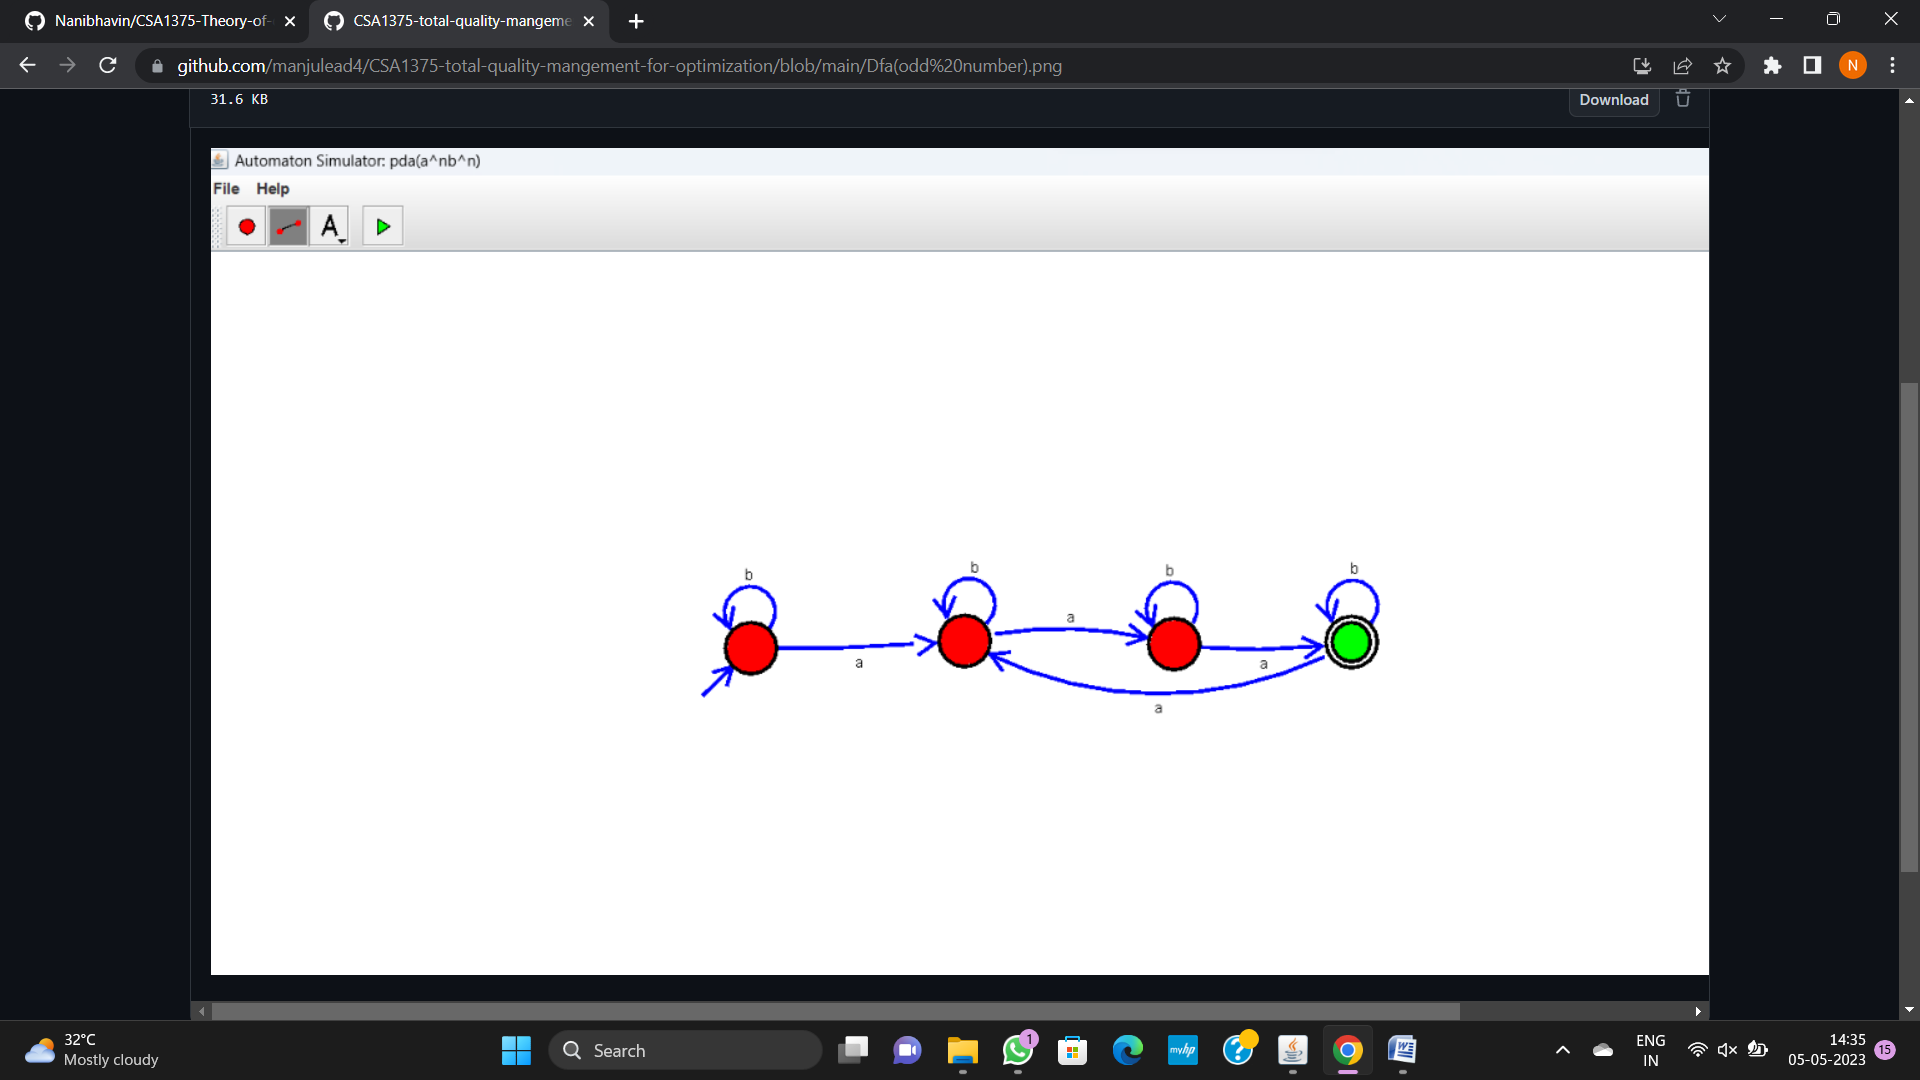 Nanibhavin/CSA1375-Theory-of-
CSA1375-total-quality-mangeme
github.com/manjulead4/CSA1375-total-quality-mangement-for-optimization/blob/main/Dfa(odd%20number).png
N
31.6 KB
Download
Automaton Simulator: pda(a^nb^n)
File Help
A
b b b b
a a a
a
32°C
Mostly cloudy
Search
1
myhp
?
W
ENG
IN
14:35
05-05-2023
15